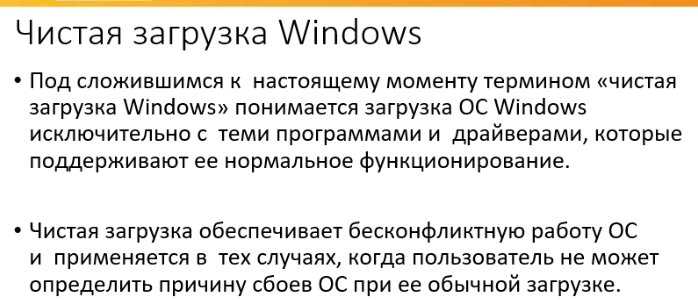 Чистая загрузка Windows
• Под сложившимся к настоящему моменту термином «чистая
загрузка Windows» понимается загрузка ОС Windows
исключительно с теми программами и драйверами, которые
поддерживают ее нормальное функционирование.
• Чистая загрузка обеспечивает бесконфликтную работу ОС
и применяется в тех случаях, когда пользователь не может
определить причину сбоев ОС при ее обычной загрузке.